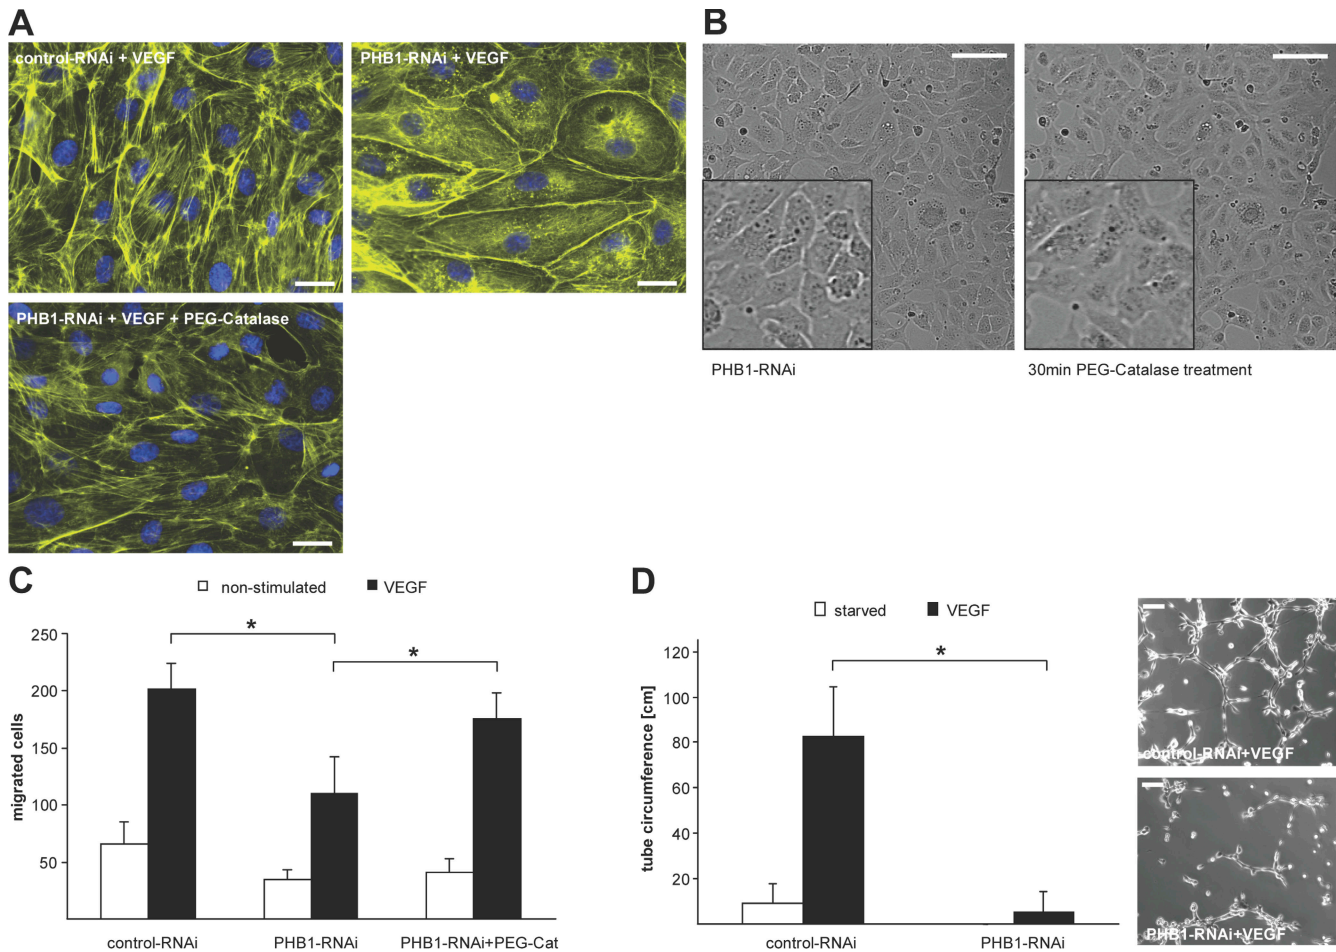 A
control-RNAi + VEGF
PHB1-RNAi + VEGF
PHB1-RNAi + VEGF + PEG-Catalase
B
PHB1-RNAi
30min PEG-Catalase treatment
C
non-stimulated
VEGF
*
*
migrated cells
250
200
150
100
50
control-RNAi
PHB1-RNAi
PHB1-RNAi+PEG-Cat
D
starved
VEGF
*
tube circumference [cm]
120
100
80
60
40
20
control-RNAi
PHB1-RNAi
control-RNAi+VEGF
PHB1-RNAi+VEGF